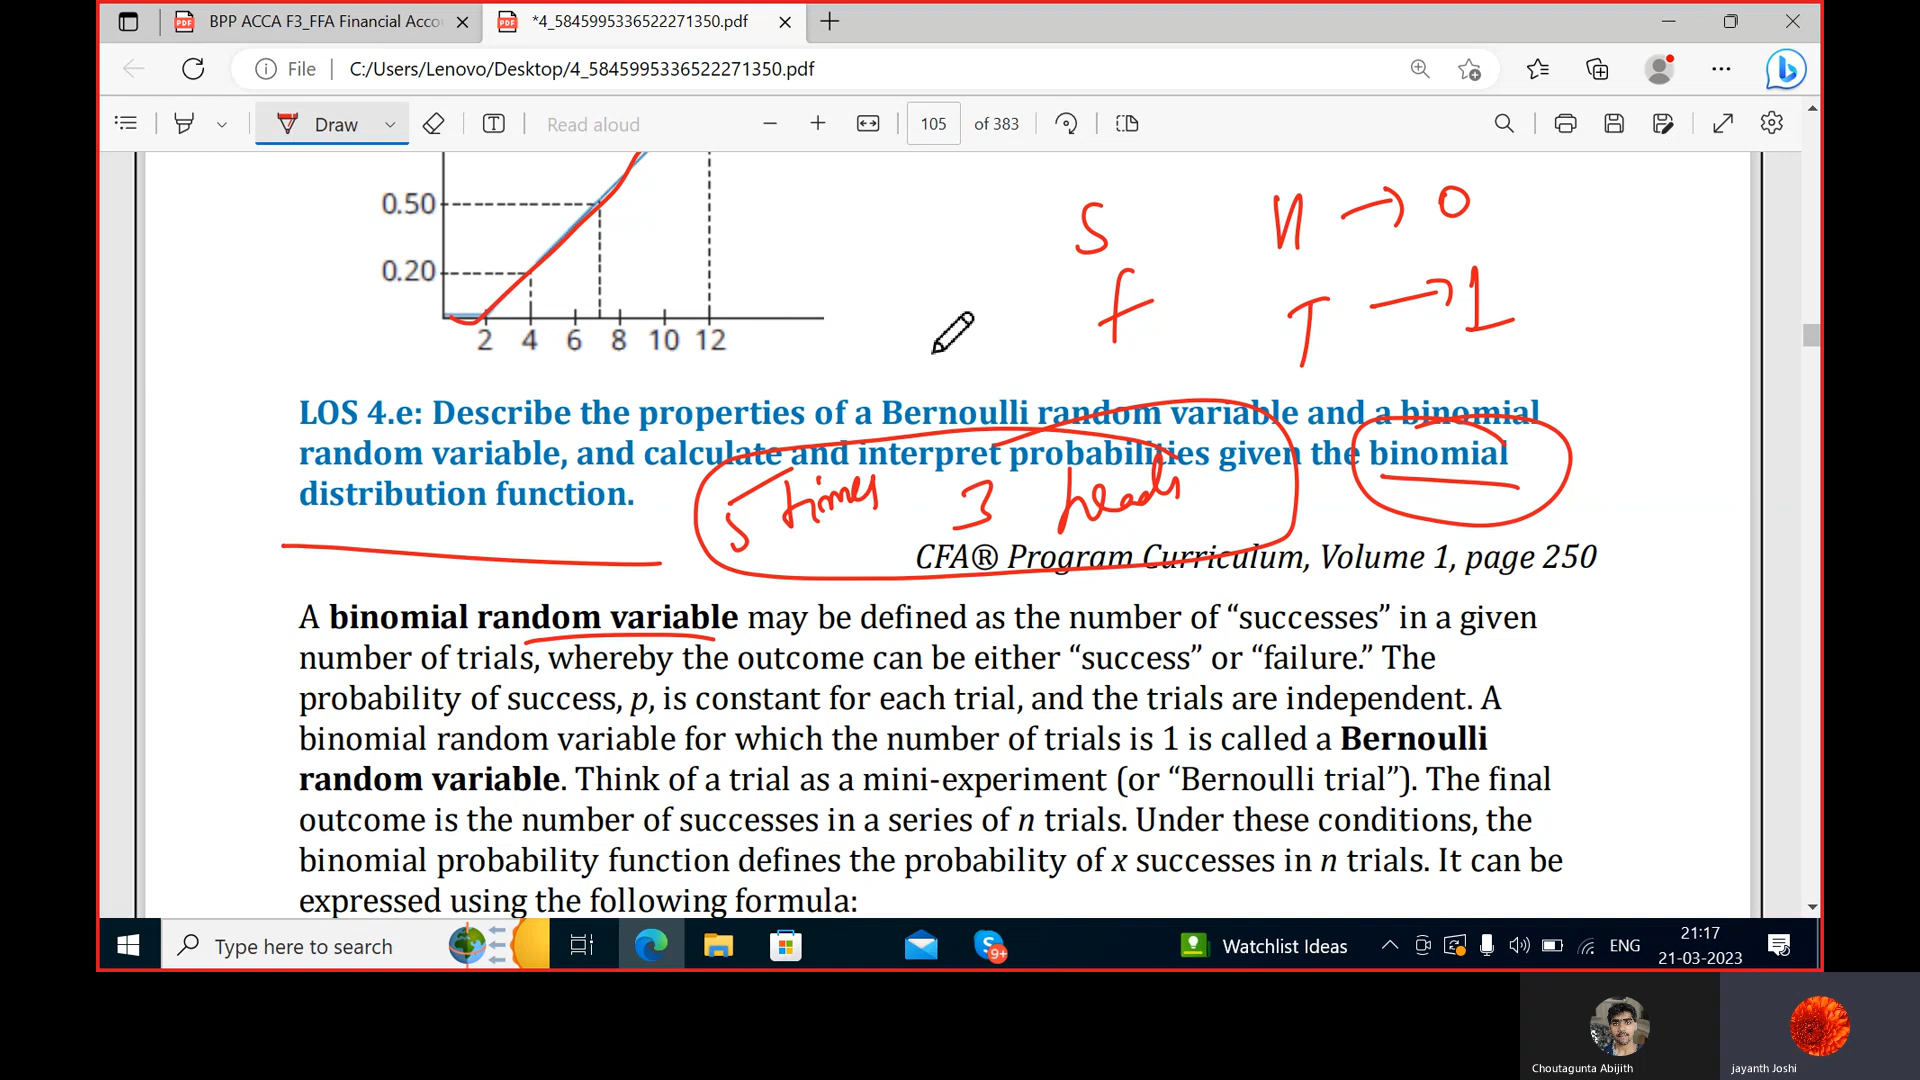 BPP ACCA F3_FFA Financial Acco
*4_5845995336522271350.pdf
File
C:/Users/Lenovo/Desktop/4_5845995336522271350.pdf
Draw
Read aloud
105
of 383
0.50
0.20
2 4 6 8 10 12
S H → 0
f T → 1
LOS 4.e: Describe the properties of a Bernoulli random variable and a binomial
random variable, and calculate and interpret probabilities given the binomial
distribution function.
5 times 3 heads
CFA® Program Curriculum, Volume 1, page 250
A binomial random variable may be defined as the number of “successes” in a given
number of trials, whereby the outcome can be either “success” or “failure.” The
probability of success, p, is constant for each trial, and the trials are independent. A
binomial random variable for which the number of trials is 1 is called a Bernoulli
random variable. Think of a trial as a mini-experiment (or “Bernoulli trial”). The final
outcome is the number of successes in a series of n trials. Under these conditions, the
binomial probability function defines the probability of x successes in n trials. It can be
expressed using the following formula:
Type here to search
9+
Watchlist Ideas
ENG
21:17
21-03-2023
Choutagunta Abijith
jayanth Joshi